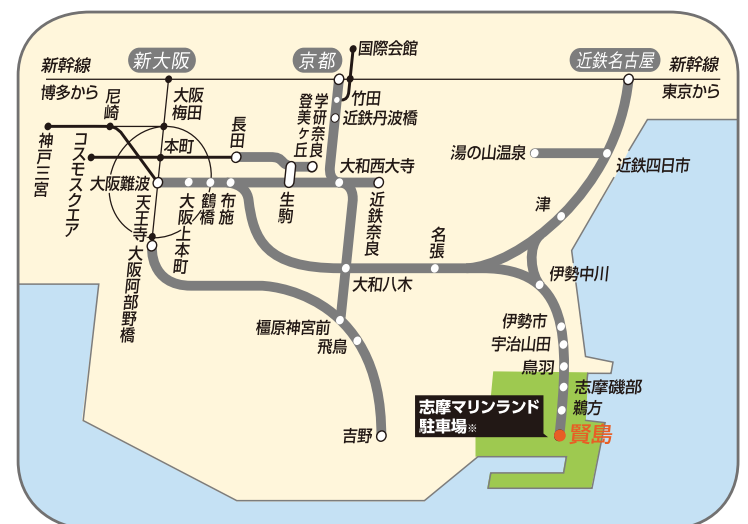 国際会館
新大阪
京都
近鉄名古屋
新幹線
新幹線
博多から
東京から
尼崎
大阪
梅田
竹田
近鉄丹波橋
学研奈良
登美ヶ丘
長田
本町
神戸三宮
コスモスクエア
湯の山温泉
近鉄四日市
大和西大寺
大阪難波
天王寺
大阪上本町
鶴橋
布施
生駒
近鉄奈良
津
名張
大阪阿部野橋
大和八木
伊勢中川
橿原神宮前
飛鳥
伊勢市
宇治山田
鳥羽
志摩磯部
鵜方
志摩マリンランド
駐車場※
賢島
吉野